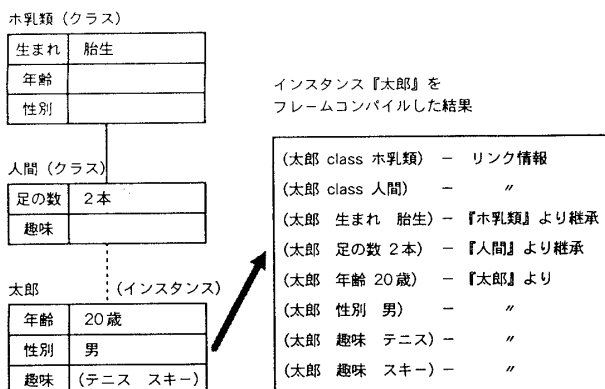 ホ乳類（クラス）
生まれ 胎生
年齢
性別
人間（クラス）
足の数 2本
趣味
太郎 （インスタンス）
年齢 20歳
性別 男
趣味 （テニス スキー）
インスタンス『太郎』を
フレームコンパイルした結果
（太郎 class ホ乳類） － リンク情報
（太郎 class 人間） － 〃
（太郎 生まれ 胎生）－『ホ乳類』より継承
（太郎 足の数 2本）－『人間』より継承
（太郎 年齢 20歳） －『太郎』より
（太郎 性別 男） － 〃
（太郎 趣味 テニス）－ 〃
（太郎 趣味 スキー）－ 〃